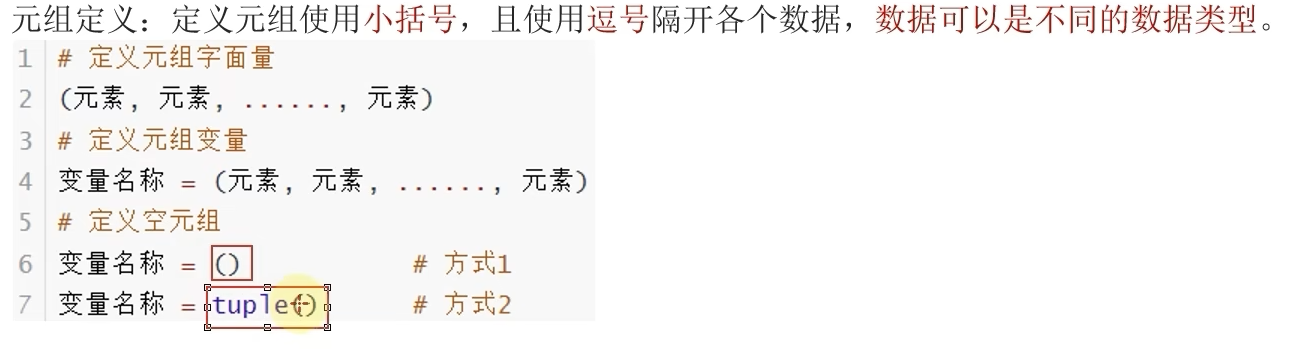 元组定义：定义元组使用小括号，且使用逗号隔开各个数据，数据可以是不同的数据类型。
1 # 定义元组字面量
2 (元素, 元素, ......, 元素)
3 # 定义元组变量
4 变量名称 = (元素, 元素, ......, 元素)
5 # 定义空元组
6 变量名称 = () # 方式1
7 变量名称 = tuple() # 方式2